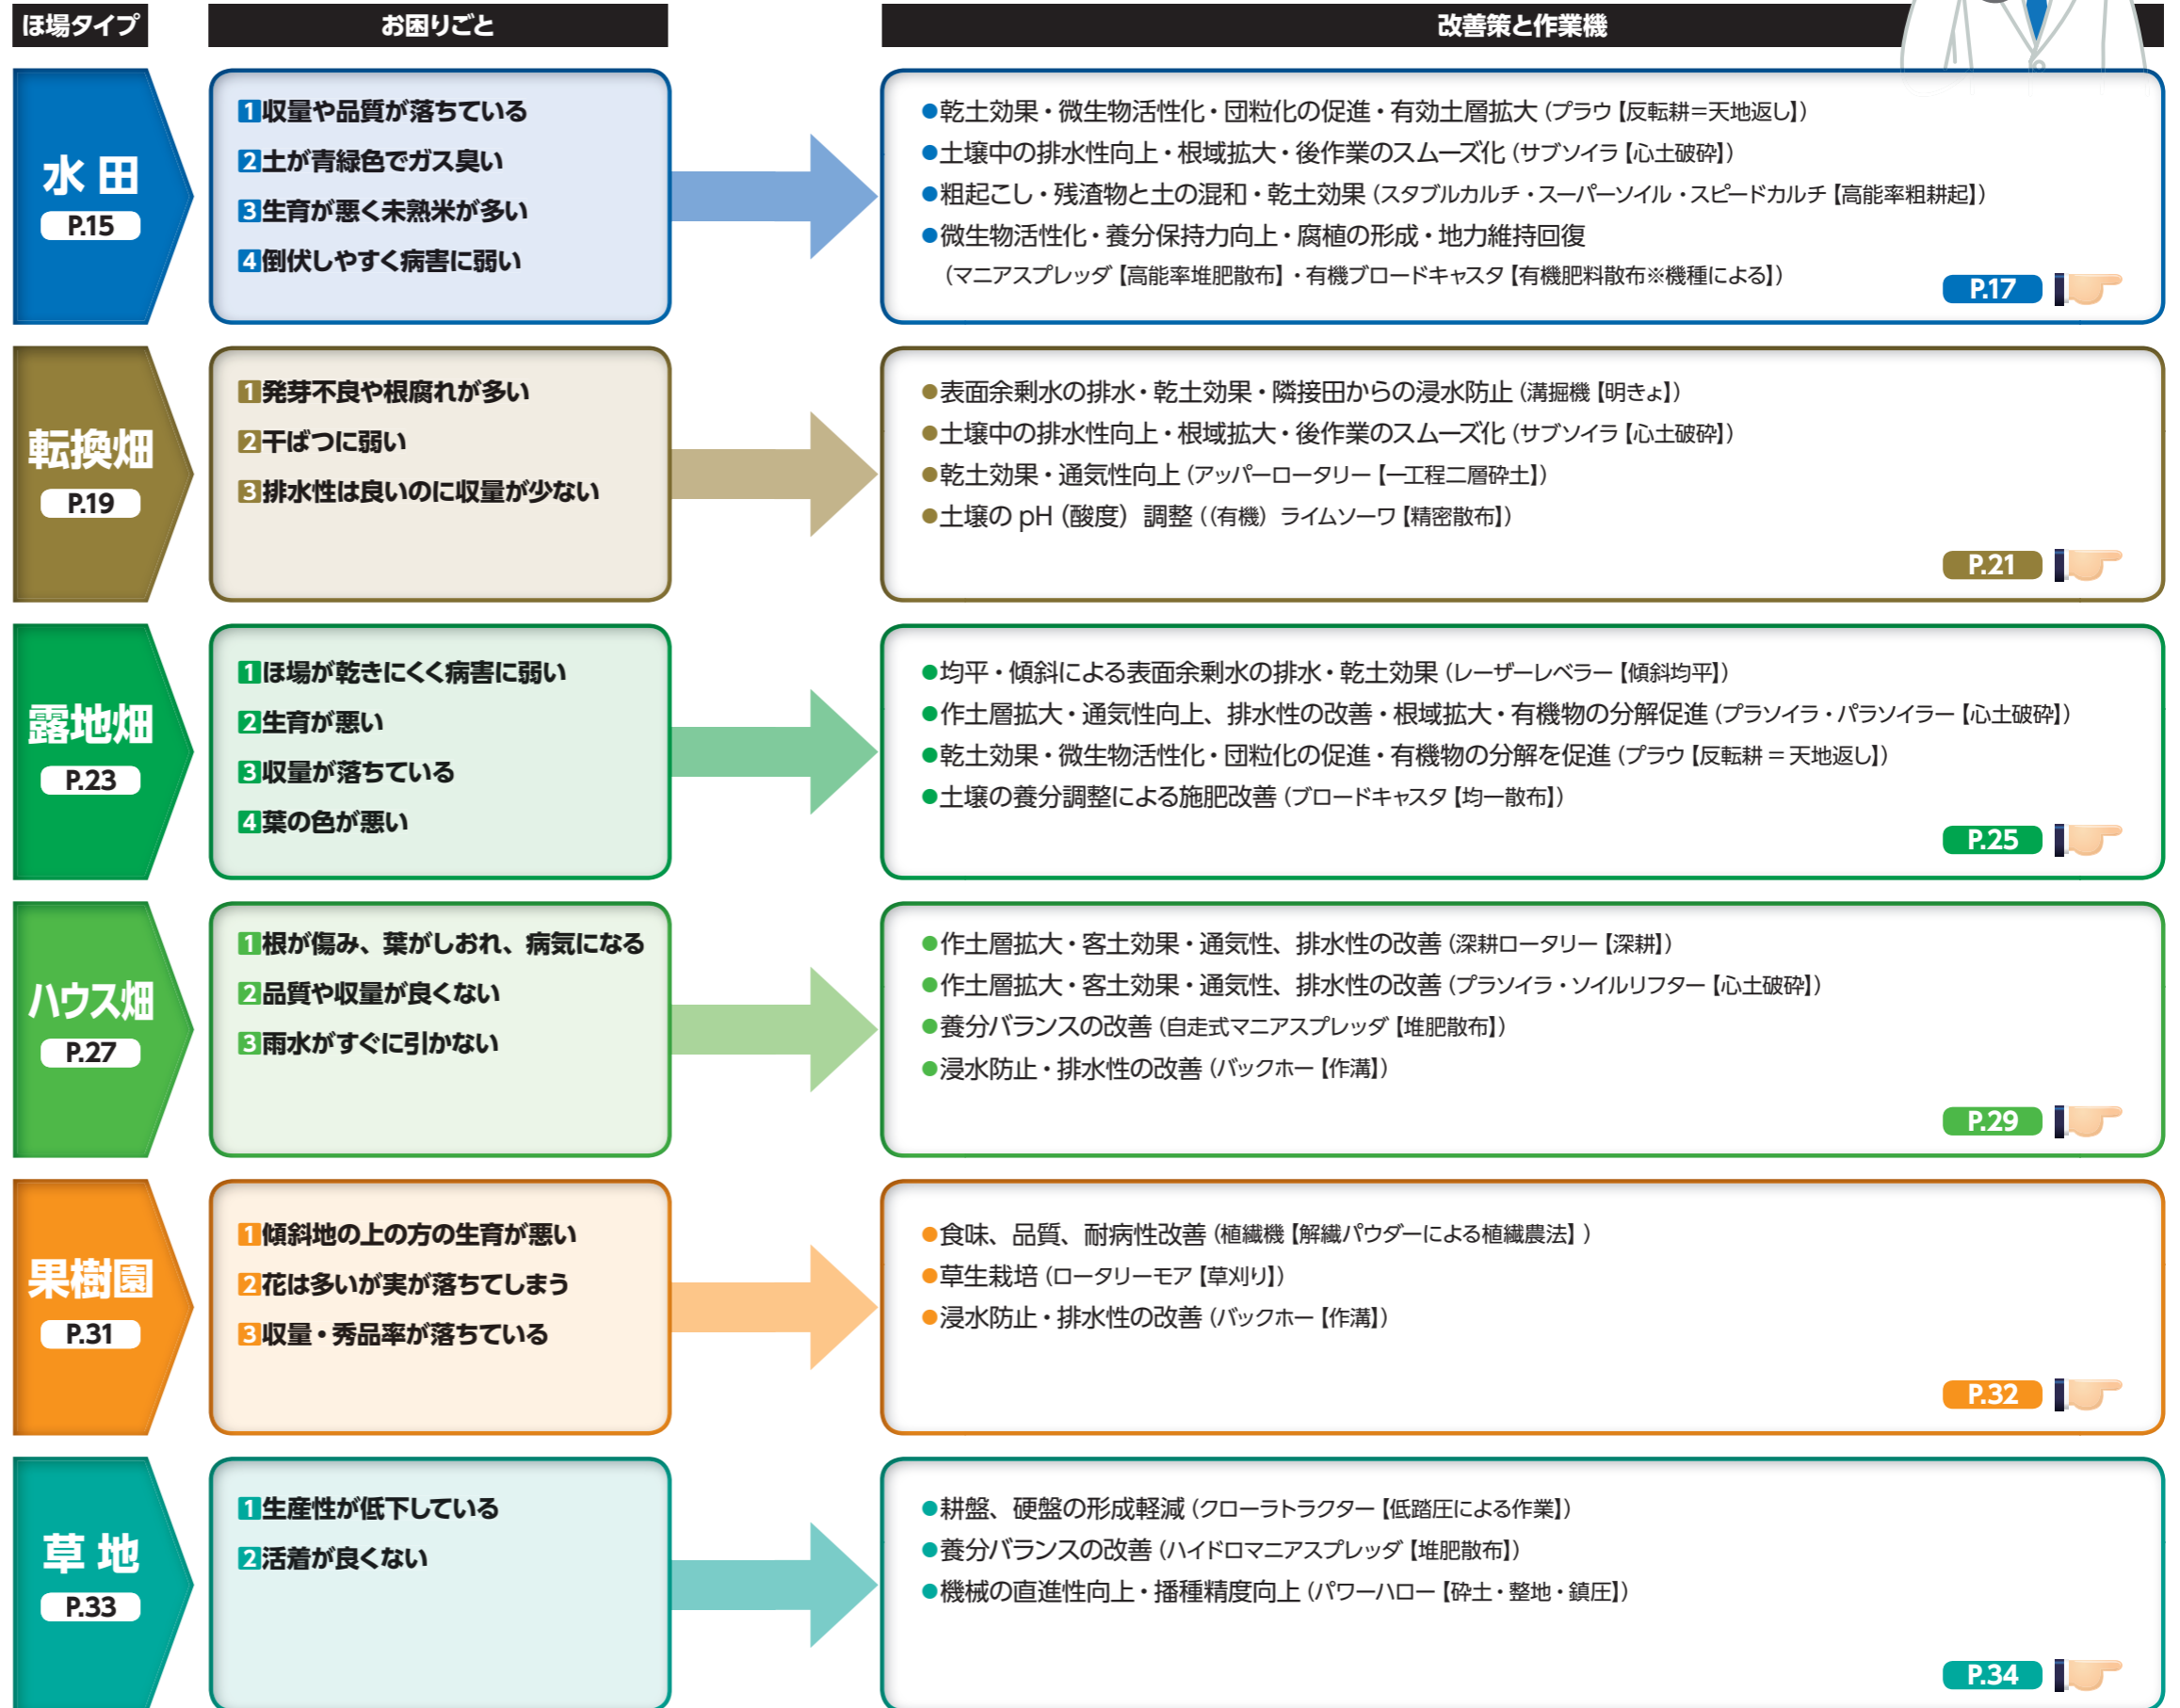 ほ場タイプ
お困りごと
改善策と作業機
水田
P.15
1収量や品質が落ちている
2土が青緑色でガス臭い
3生育が悪く未熟米が多い
4倒伏しやすく病害に弱い
●乾土効果・微生物活性化・団粒化の促進・有効土層拡大（プラウ【反転耕＝天地返し】）
●土壌中の排水性向上・根域拡大・後作業のスムーズ化（サブソイラ【心土破砕】）
●粗起こし・残渣物と土の混和・乾土効果（スタブルカルチ・スーパーソイル・スピードカルチ【高能率粗耕起】）
●微生物活性化・養分保持力向上・腐植の形成・地力維持回復
（マニアスプレッダ【高能率堆肥散布】・有機ブロードキャスタ【有機肥料散布※機種による】）
P.17
転換畑
P.19
1発芽不良や根腐れが多い
2干ばつに弱い
3排水性は良いのに収量が少ない
●表面余剰水の排水・乾土効果・隣接田からの浸水防止（溝掘機【明きょ】）
●土壌中の排水性向上・根域拡大・後作業のスムーズ化（サブソイラ【心土破砕】）
●乾土効果・通気性向上（アッパーロータリー【一工程二層砕土】）
●土壌の pH（酸度）調整（（有機）ライムソーワ【精密散布】）
P.21
露地畑
P.23
1ほ場が乾きにくく病害に弱い
2生育が悪い
3収量が落ちている
4葉の色が悪い
●均平・傾斜による表面余剰水の排水・乾土効果（レーザーレベラー【傾斜均平】）
●作土層拡大・通気性向上、排水性の改善・根域拡大・有機物の分解促進（プラソイラ・パラソイラー【心土破砕】）
●乾土効果・微生物活性化・団粒化の促進・有機物の分解を促進（プラウ【反転耕＝天地返し】）
●土壌の養分調整による施肥改善（ブロードキャスタ【均一散布】）
P.25
ハウス畑
P.27
1根が傷み、葉がしおれ、病気になる
2品質や収量が良くない
3雨水がすぐに引かない
●作土層拡大・客土効果・通気性、排水性の改善（深耕ロータリー【深耕】）
●作土層拡大・客土効果・通気性、排水性の改善（プラソイラ・ソイルリフター【心土破砕】）
●養分バランスの改善（自走式マニアスプレッダ【堆肥散布】）
●浸水防止・排水性の改善（バックホー【作溝】）
P.29
果樹園
P.31
1傾斜地の上の方の生育が悪い
2花は多いが実が落ちてしまう
3収量・秀品率が落ちている
●食味、品質、耐病性改善（植繊機【解繊パウダーによる植繊農法】）
●草生栽培（ロータリーモア【草刈り】）
●浸水防止・排水性の改善（バックホー【作溝】）
P.32
草地
P.33
1生産性が低下している
2活着が良くない
●耕盤、硬盤の形成軽減（クローラトラクター【低踏圧による作業】）
●養分バランスの改善（ハイドロマニアスプレッダ【堆肥散布】）
●機械の直進性向上・播種精度向上（パワーハロー【砕土・整地・鎮圧】）
P.34